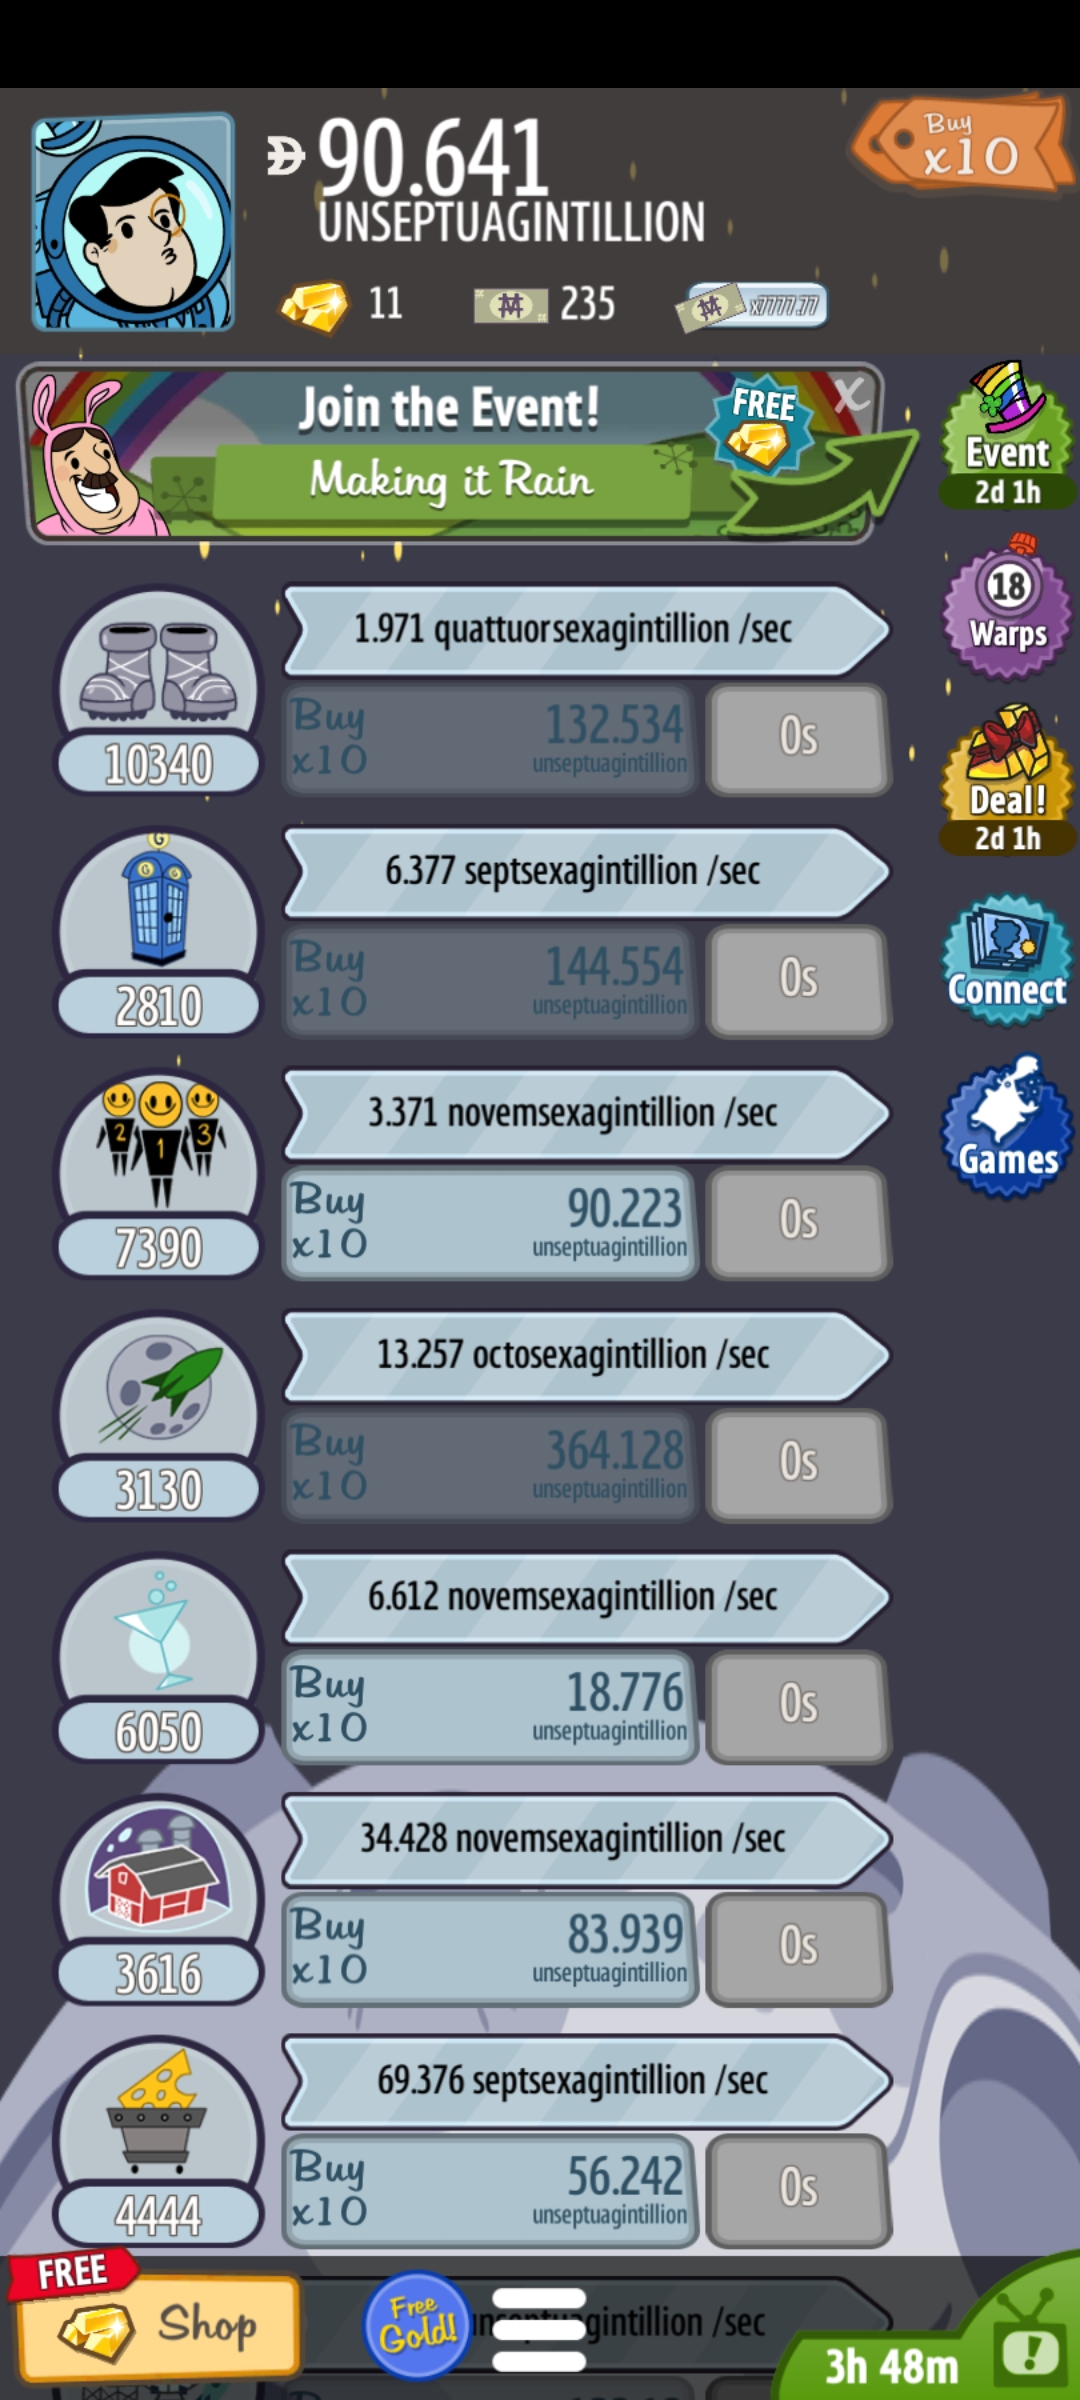 90.641
UNSEPTUAGINTILLION
Buy
x10
11
235
x7777.77
Join the Event!
Making it Rain
FREE
X
Event
2d 1h
18
Warps
Deal!
2d 1h
Connect
Games
1.971 quattuorsexagintillion /sec
Buy
x10
132.534
unseptuagintillion
0s
10340
G
G G
6.377 septsexagintillion /sec
Buy
x10
144.554
unseptuagintillion
0s
2810
2 1 3
3.371 novemsexagintillion /sec
Buy
x10
90.223
unseptuagintillion
0s
7390
13.257 octosexagintillion /sec
Buy
x10
364.128
unseptuagintillion
0s
3130
6.612 novemsexagintillion /sec
Buy
x10
18.776
unseptuagintillion
0s
6050
34.428 novemsexagintillion /sec
Buy
x10
83.939
unseptuagintillion
0s
3616
69.376 septsexagintillion /sec
Buy
x10
56.242
unseptuagintillion
0s
4444
FREE
Shop
Free
Gold!
/sec
3h 48m
!
Buy